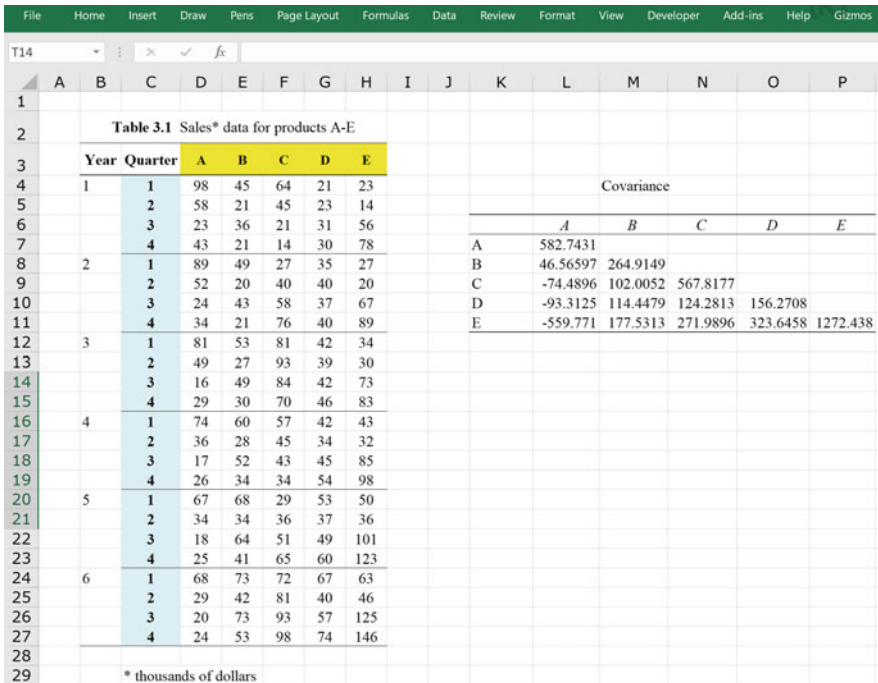 File Home Insert Draw Pens Page Layout Formulas Data Review Format View Developer Add-ins Help Gizmos
T14 fx
A B C D E F G H I J K L M N O P
1
2 Table 3.1 Sales* data for products A-E
3 Year Quarter A B C D E
4 1 1 98 45 64 21 23 Covariance
5 2 58 21 45 23 14
6 3 23 36 21 31 56 A B C D E
7 4 43 21 14 30 78 A 582.7431
8 2 1 89 49 27 35 27 B 46.56597 264.9149
9 2 52 20 40 40 20 C -74.4896 102.0052 567.8177
10 3 24 43 58 37 67 D -93.3125 114.4479 124.2813 156.2708
11 4 34 21 76 40 89 E -559.771 177.5313 271.9896 323.6458 1272.438
12 3 1 81 53 81 42 34
13 2 49 27 93 39 30
14 3 16 49 84 42 73
15 4 29 30 70 46 83
16 4 1 74 60 57 42 43
17 2 36 28 45 34 32
18 3 17 52 43 45 85
19 4 26 34 34 54 98
20 5 1 67 68 29 53 50
21 2 34 34 36 37 36
22 3 18 64 51 49 101
23 4 25 41 65 60 123
24 6 1 68 73 72 67 63
25 2 29 42 81 40 46
26 3 20 73 93 57 125
27 4 24 53 98 74 146
28
29 * thousands of dollars